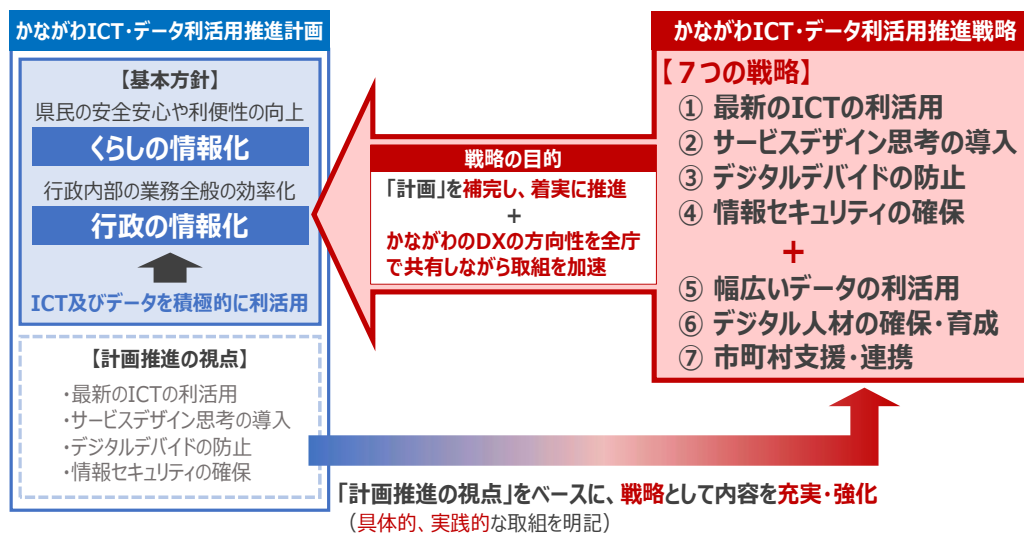 かながわICT・データ利活用推進計画
【基本方針】
県民の安全安心や利便性の向上
くらしの情報化
行政内部の業務全般の効率化
行政の情報化
ICT及びデータを積極的に利活用
【計画推進の視点】
・最新のICTの利活用
・サービスデザイン思考の導入
・デジタルデバイドの防止
・情報セキュリティの確保
戦略の目的
「計画」を補完し、着実に推進
+
かながわのDXの方向性を全庁
で共有しながら取組を加速
かながわICT・データ利活用推進戦略
【７つの戦略】
① 最新のICTの利活用
② サービスデザイン思考の導入
③ デジタルデバイドの防止
④ 情報セキュリティの確保
+
⑤ 幅広いデータの利活用
⑥ デジタル人材の確保・育成
⑦ 市町村支援・連携
「計画推進の視点」をベースに、戦略として内容を充実・強化
（具体的、実践的な取組を明記）